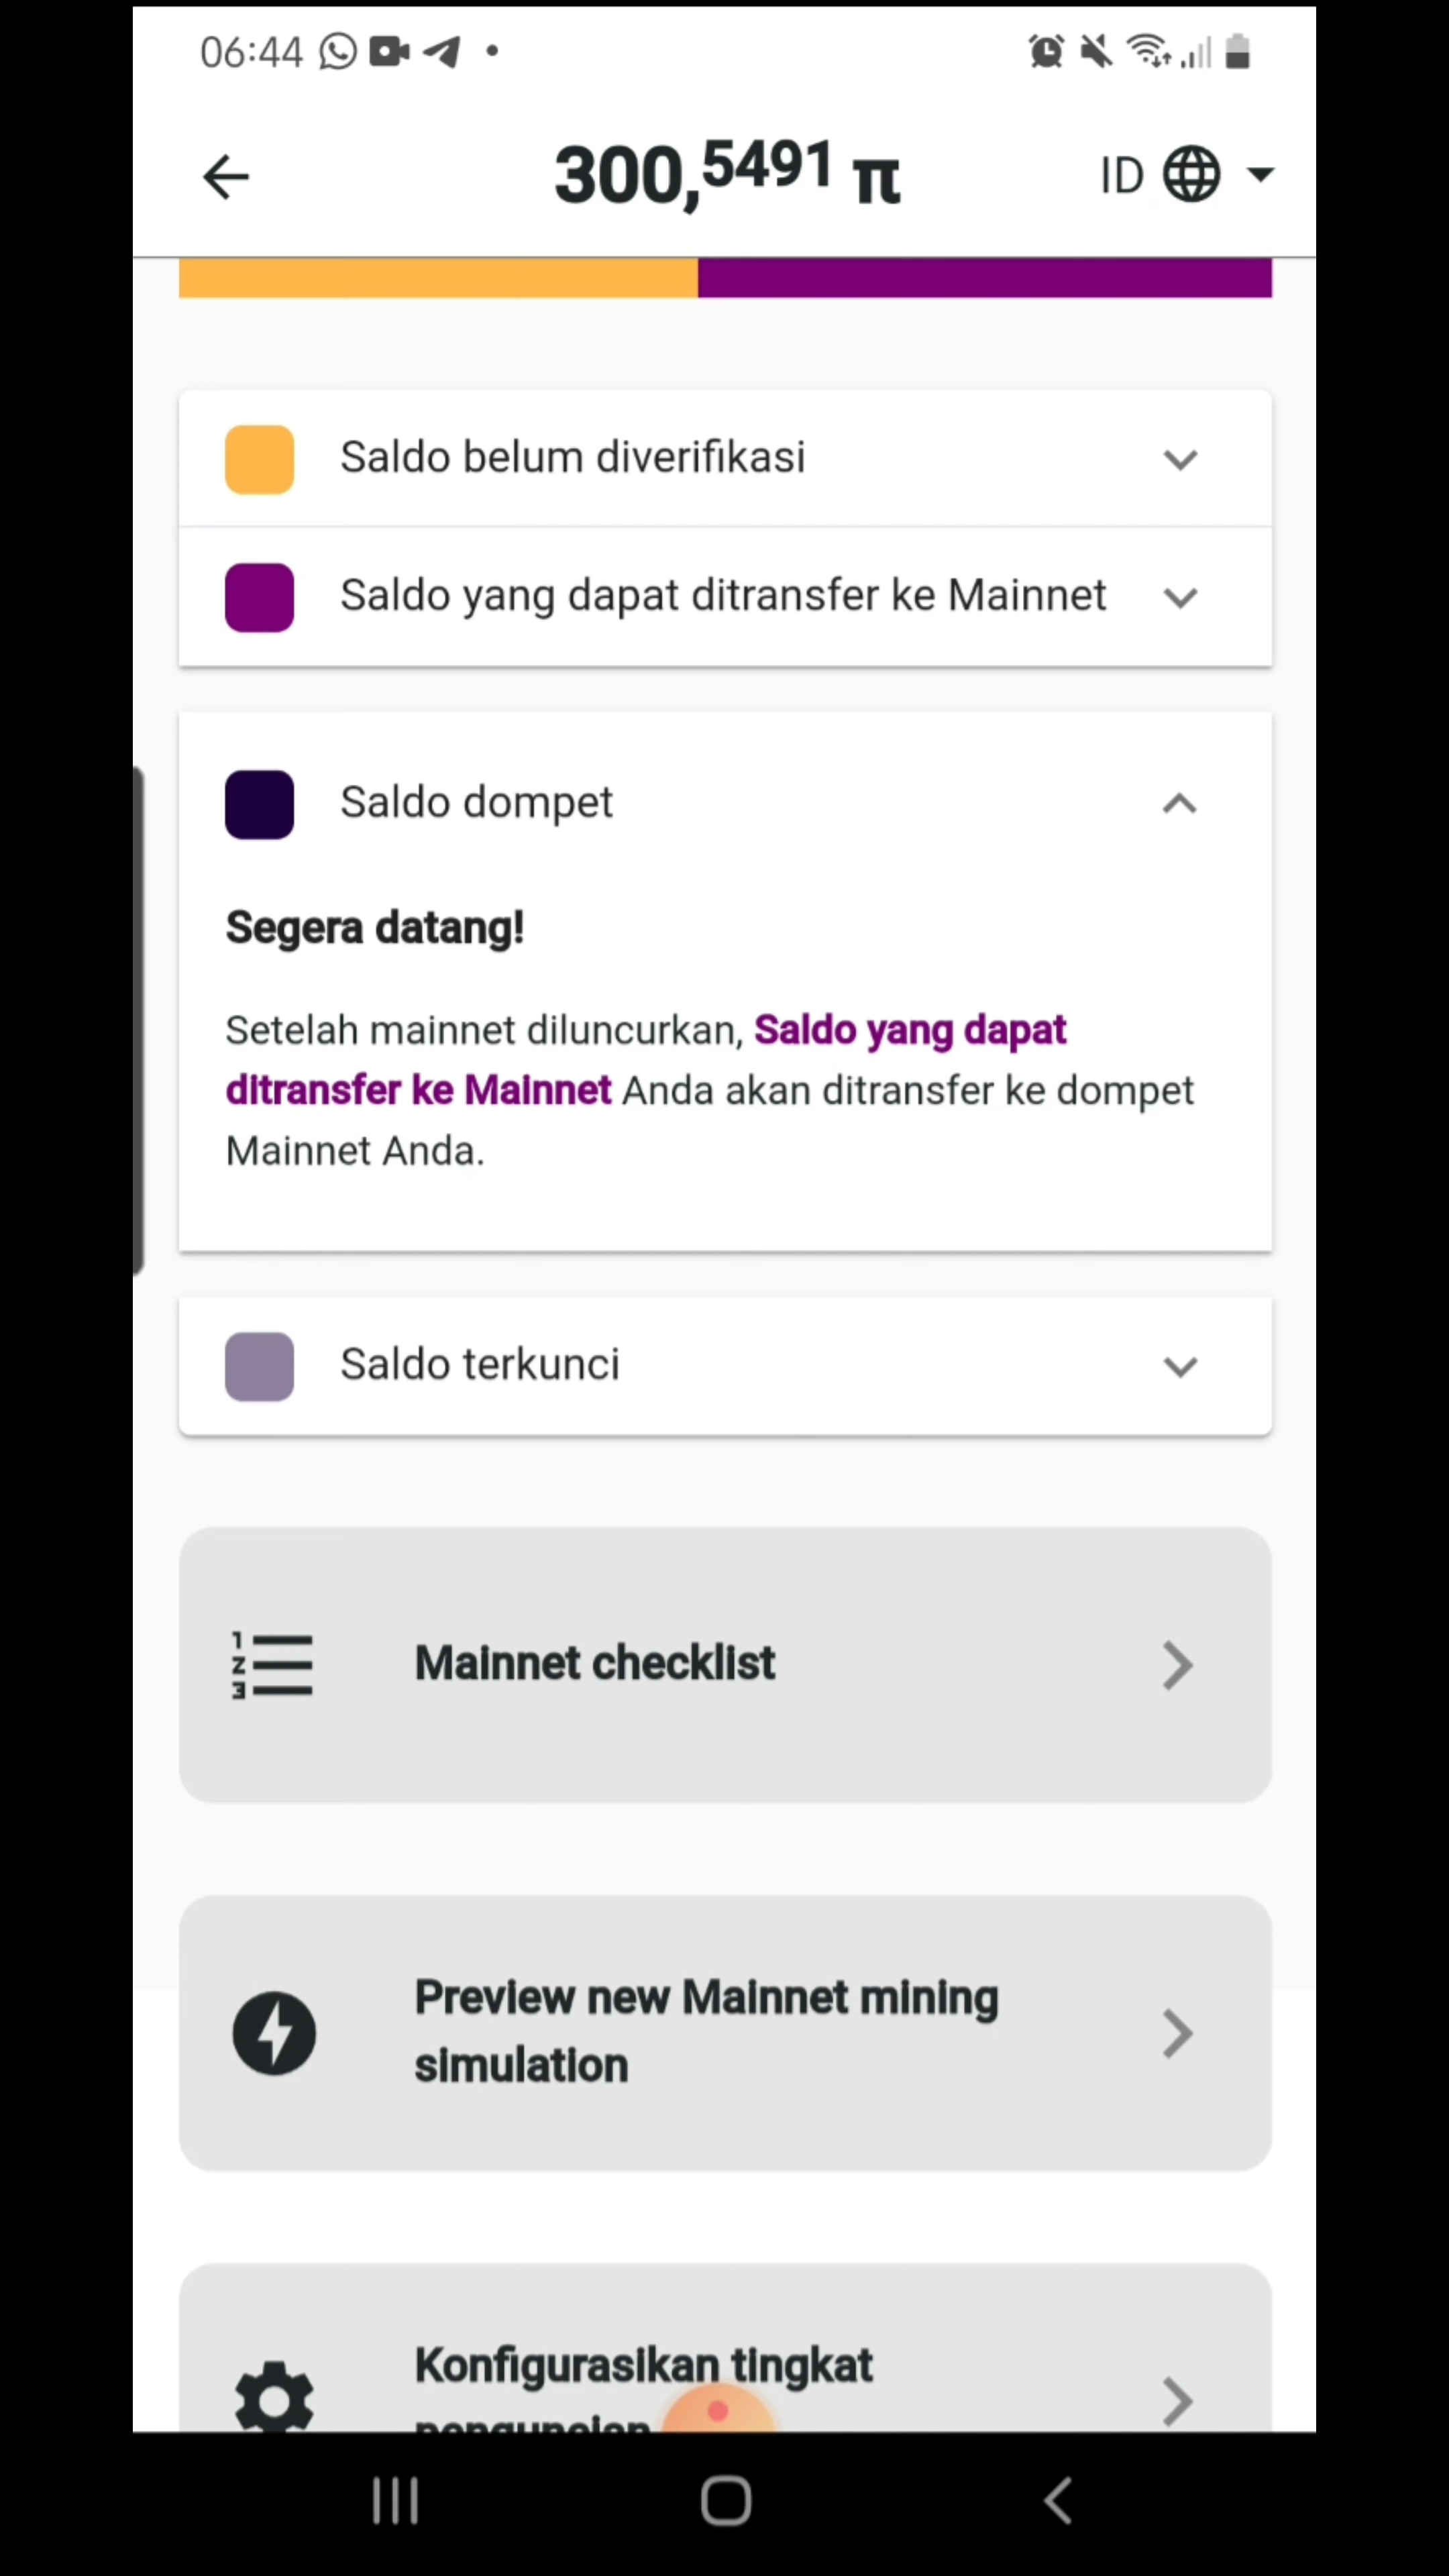 06:44
300,5491 π
ID
Saldo belum diverifikasi
Saldo yang dapat ditransfer ke Mainnet
Saldo dompet
Segera datang!
Setelah mainnet diluncurkan, Saldo yang dapat
ditransfer ke Mainnet Anda akan ditransfer ke dompet
Mainnet Anda.
Saldo terkunci
Mainnet checklist
Preview new Mainnet mining
simulation
Konfigurasikan tingkat